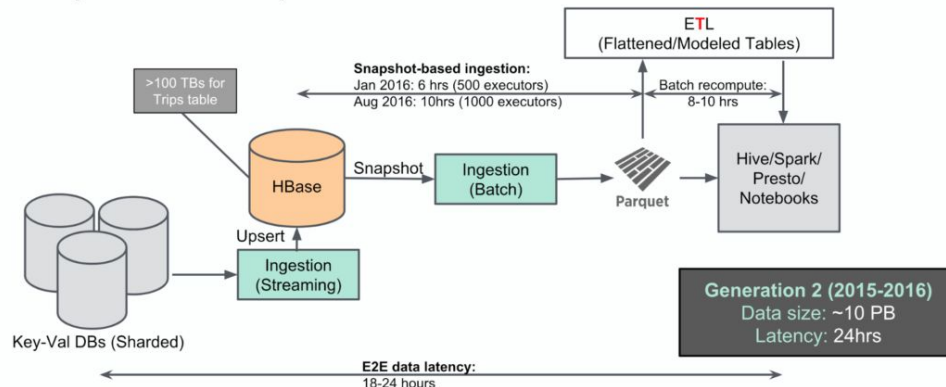 ETL
(Flattened/Modeled Tables)
>100 TBs for
Trips table
Snapshot-based ingestion:
Jan 2016: 6 hrs (500 executors)
Aug 2016: 10hrs (1000 executors)
Batch recompute:
8-10 hrs
HBase
Snapshot
Ingestion
(Batch)
Parquet
Hive/Spark/
Presto/
Notebooks
Upsert
Ingestion
(Streaming)
Key-Val DBs (Sharded)
Generation 2 (2015-2016)
Data size: ~10 PB
Latency: 24hrs
E2E data latency:
18-24 hours